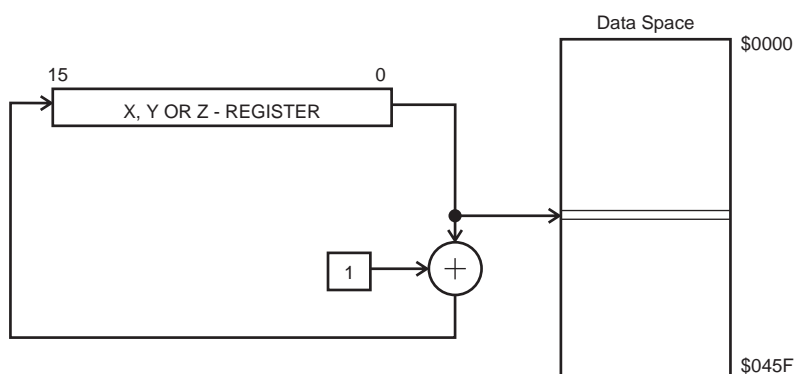 Data Space
$0000
15 0
X, Y OR Z - REGISTER
1
+
$045F